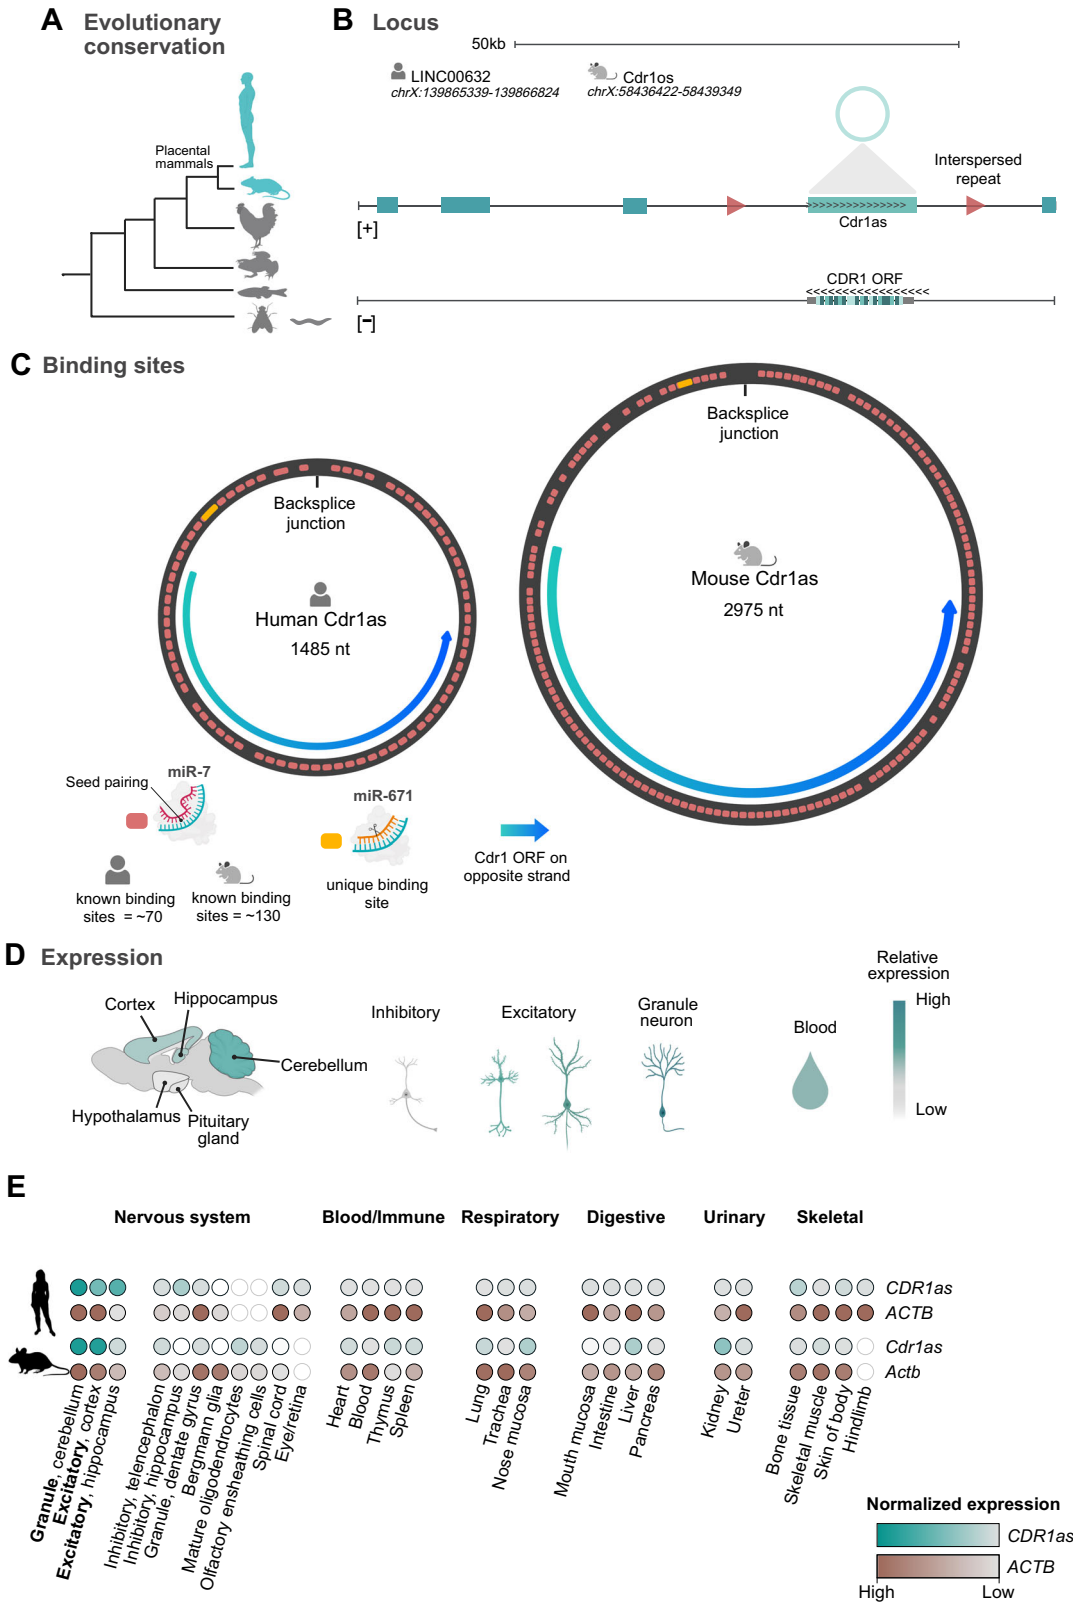 A Evolutionary
conservation
Placental
mammals
B Locus
50kb
LINC00632
chrX:139865339-139866824
Cdr1os
chrX:58436422-58439349
Interspersed
repeat
>>>>>>>>>>>>>>>>
Cdr1as
[+]
CDR1 ORF
<<<<<<<<<<<<<<<<<
[−]
C Binding sites
Backsplice
junction
Human Cdr1as
1485 nt
Backsplice
junction
Mouse Cdr1as
2975 nt
miR-7
Seed pairing
known binding
sites = ~70
known binding
sites = ~130
miR-671
unique binding
site
Cdr1 ORF on
opposite strand
D Expression
Cortex
Hippocampus
Cerebellum
Hypothalamus
Pituitary
gland
Inhibitory
Excitatory
Granule
neuron
Blood
Relative
expression
High
Low
E
Nervous system
Blood/Immune
Respiratory
Digestive
Urinary
Skeletal
CDR1as
ACTB
Cdr1as
Actb
Granule, cerebellum
Excitatory, cortex
Excitatory, hippocampus
Inhibitory, telencephalon
Inhibitory, hippocampus
Granule, dentate gyrus
Bergmann glia
Mature oligodendrocytes
Olfactory ensheathing cells
Spinal cord
Eye/retina
Heart
Blood
Thymus
Spleen
Lung
Trachea
Nose mucosa
Mouth mucosa
Intestine
Liver
Pancreas
Kidney
Ureter
Bone tissue
Skeletal muscle
Skin of body
Hindlimb
Normalized expression
CDR1as
ACTB
High
Low